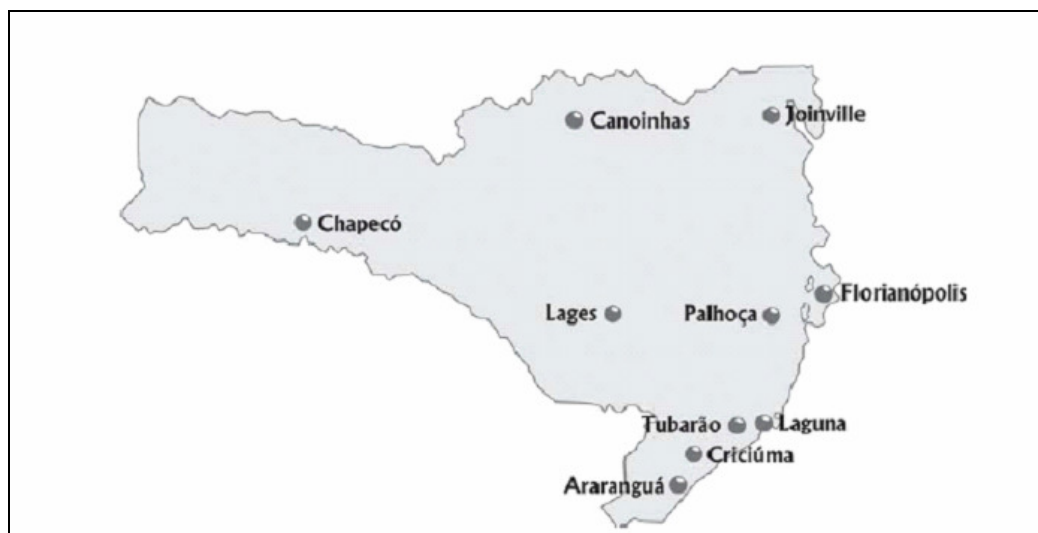 Canoinhas
Joinville
Chapecó
Florianópolis
Lages
Palhoça
Tubarão
Laguna
Criciúma
Araranguá